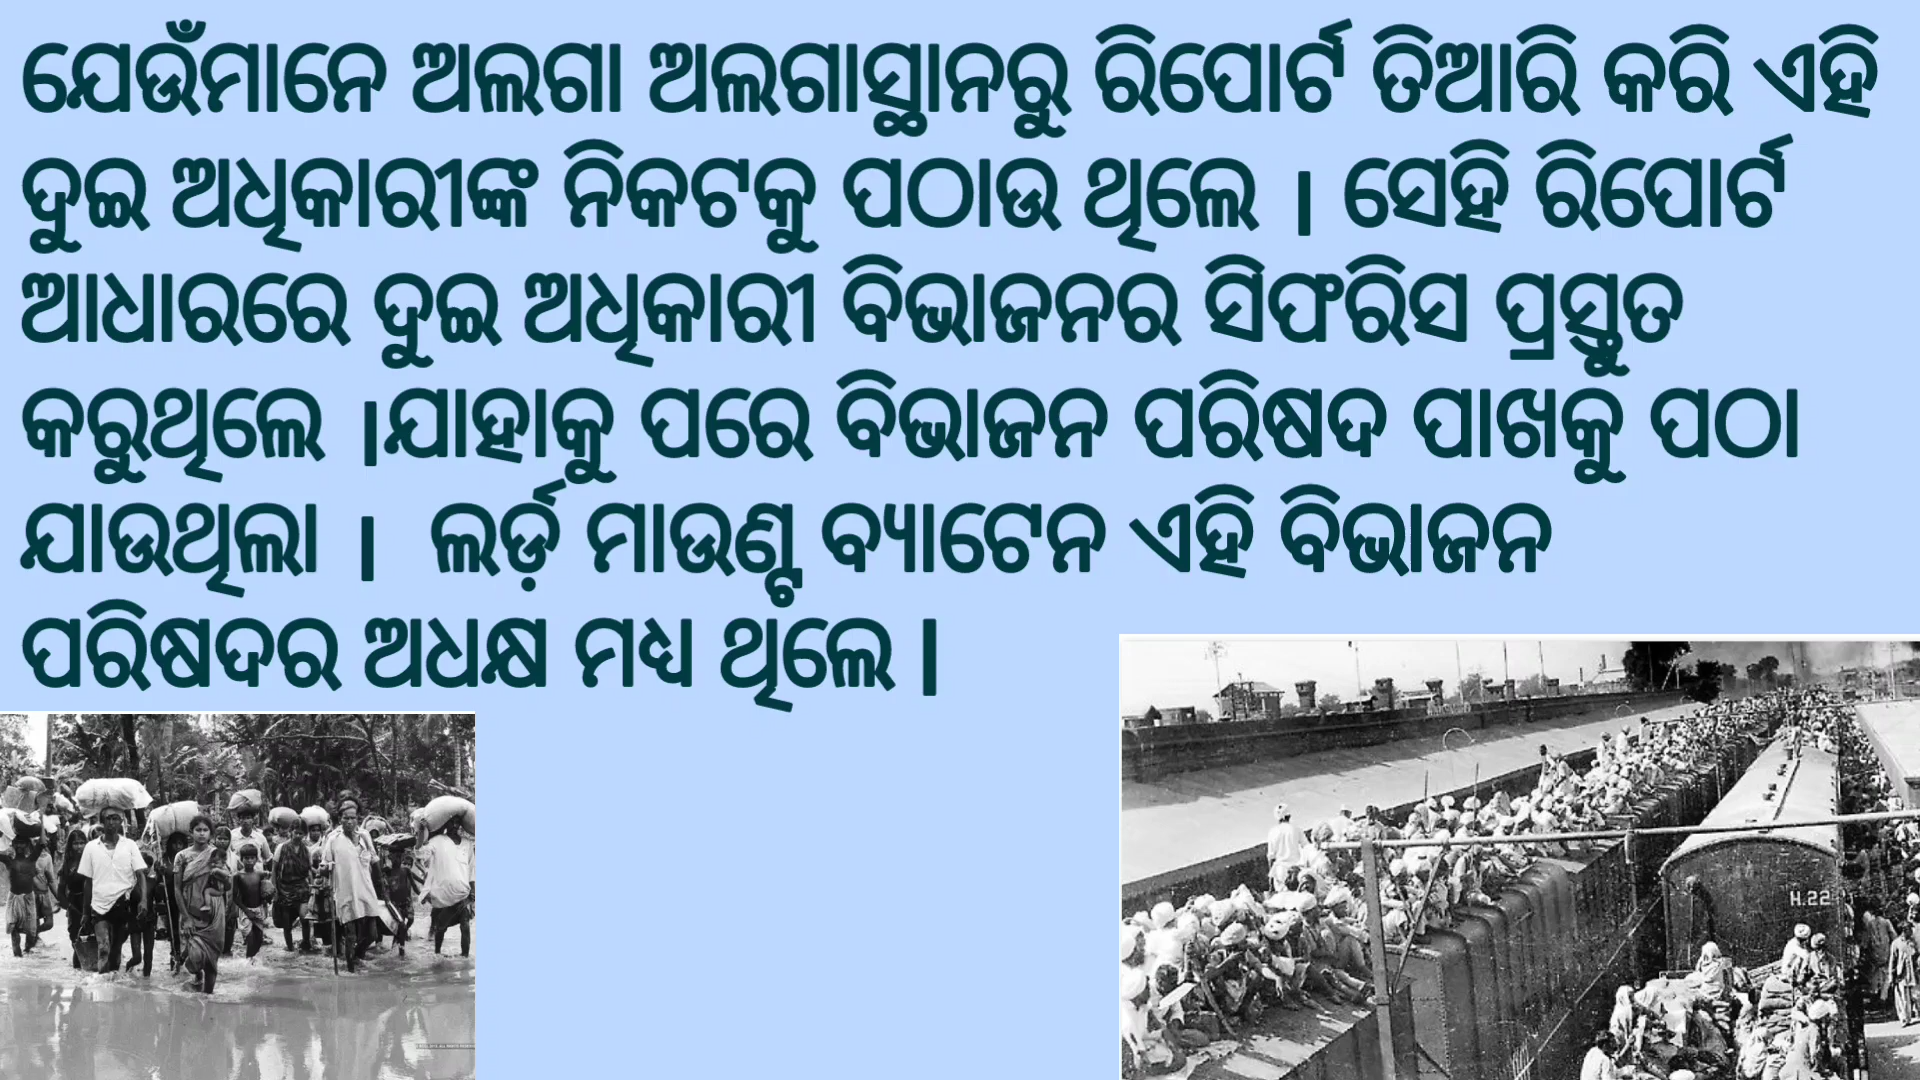 ଯେଉଁମାନେ ଅଲଗା ଅଲଗାସ୍ଥାନରୁ ରିପୋର୍ଟ ତିଆରି କରି ଏହି
ଦୁଇ ଅଧିକାରୀଙ୍କ ନିକଟକୁ ପଠାଉ ଥିଲେ | ସେହି ରିପୋର୍ଟ
ଆଧାରରେ ଦୁଇ ଅଧିକାରୀ ବିଭାଜନର ସିଫରିସ ପ୍ରସ୍ତୁତ
କରୁଥିଲେ |ଯାହାକୁ ପରେ ବିଭାଜନ ପରିଷଦ ପାଖକୁ ପଠା
ଯାଉଥିଲା | ଲର୍ଡ଼ ମାଉଣ୍ଟ ବ୍ୟାଟେନ ଏହି ବିଭାଜନ
ପରିଷଦର ଅଧକ୍ଷ ମଧ୍ୟ ଥିଲେ |
H.22